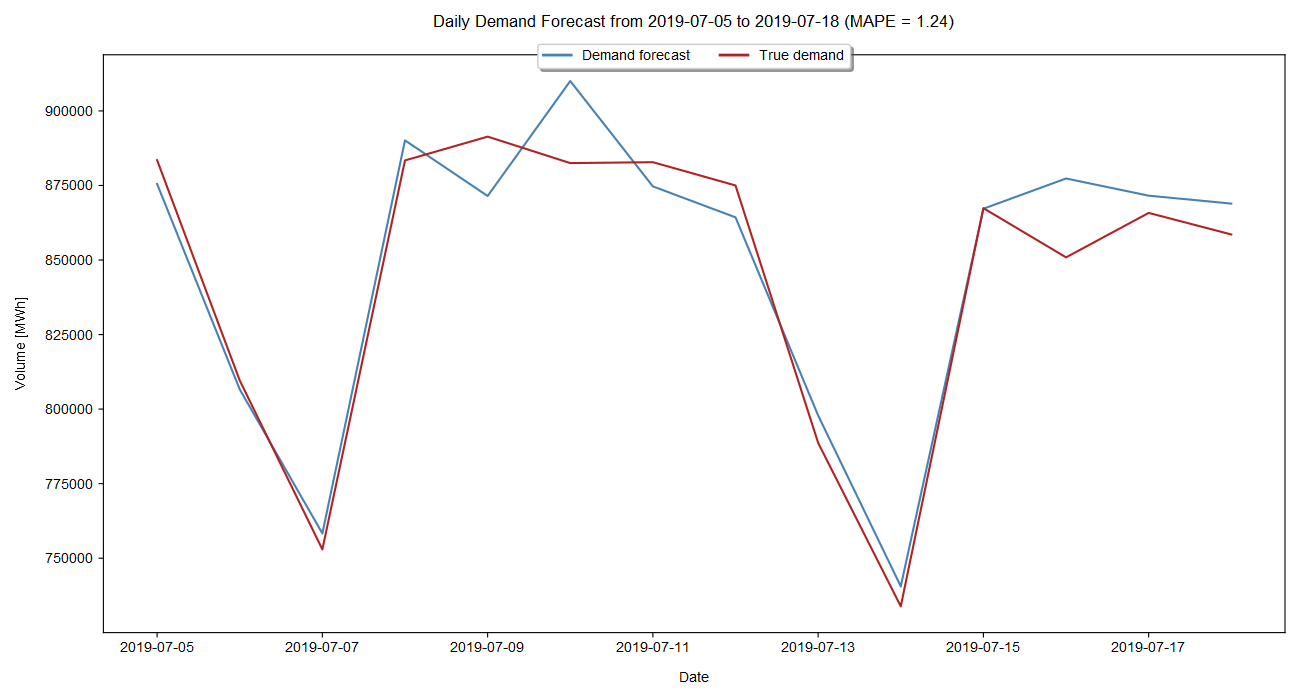 Daily Demand Forecast from 2019-07-05 to 2019-07-18 (MAPE = 1.24)
Demand forecast True demand
900000
875000
850000
825000
800000
775000
750000
Volume [MWh]
2019-07-05 2019-07-07 2019-07-09 2019-07-11 2019-07-13 2019-07-15 2019-07-17
Date